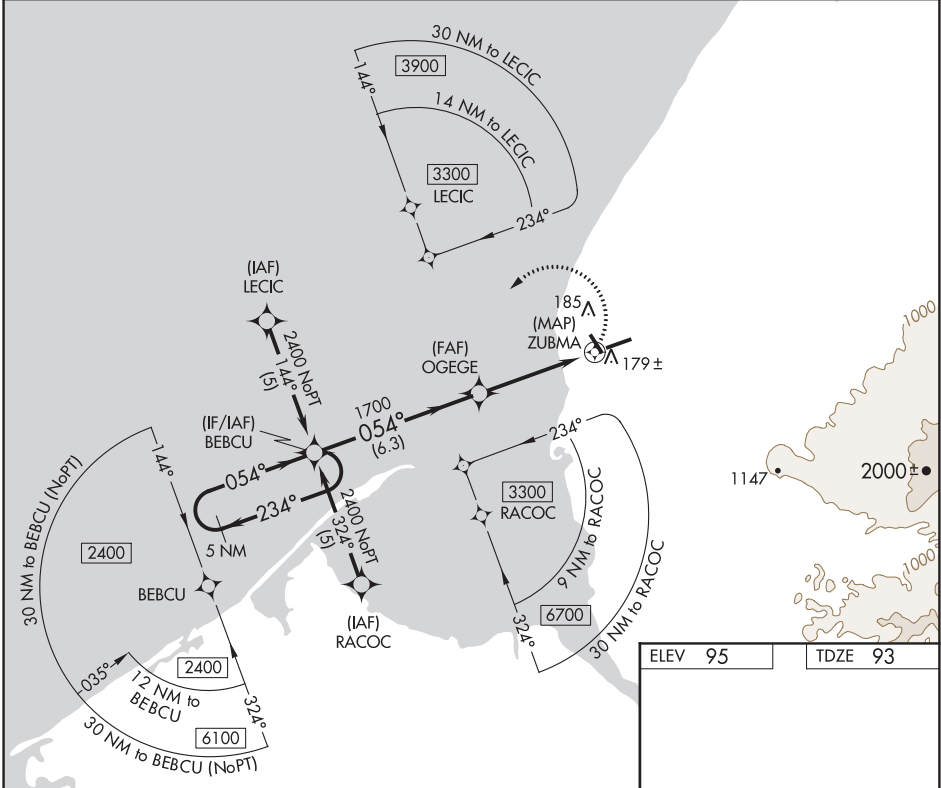 30 NM to LECIC
3900
144°
14 NM to LECIC
3300
LECIC
234°
(IAF)
LECIC
2400 NoPT
144°
(5)
185
(MAP)
ZUBMA
179 ±
1000
(FAF)
OGEGE
1700
054°
(6.3)
(IF/IAF)
BEBCU
054°
234°
5 NM
2400 NoPT
324°
(5)
(IAF)
RACOC
234°
3300
RACOC
9 NM to RACOC
6700
324°
30 NM to RACOC
1147
2000 ±
1000
144°
30 NM to BEBCU (NoPT)
2400
BEBCU
2400
035°
12 NM to
BEBCU
324°
6100
30 NM to BEBCU (NoPT)
ELEV 95
TDZE 93